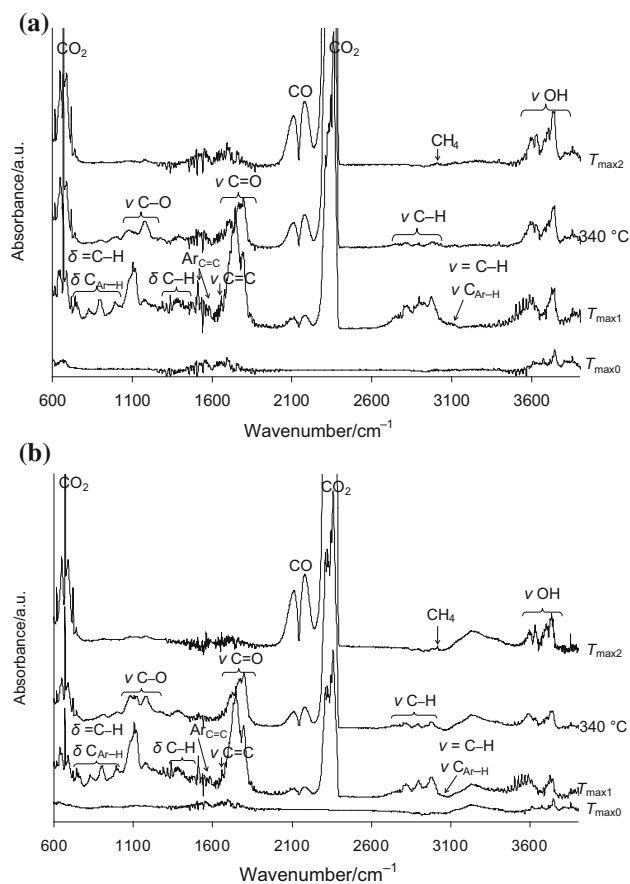 (a)
CO2
CO2
CO
ν OH
CH4
Tmax2
ν C=O
ν C–O
ν C–H
340 °C
δ =C–H
ArC=C
δ CAr–H
δ C–H
ν C=C
ν = C–H
ν CAr–H
Tmax1
Tmax0
Absorbance/a.u.
600 1100 1600 2100 2600 3100 3600
Wavenumber/cm–1
(b)
CO2
CO2
CO
ν OH
CH4
Tmax2
ν C=O
ν C–O
ν C–H
340 °C
δ =C–H
ArC=C
δ CAr–H
δ C–H
ν C=C
ν = C–H
ν CAr–H
Tmax1
Tmax0
Absorbance/a.u.
600 1100 1600 2100 2600 3100 3600
Wavenumber/cm–1